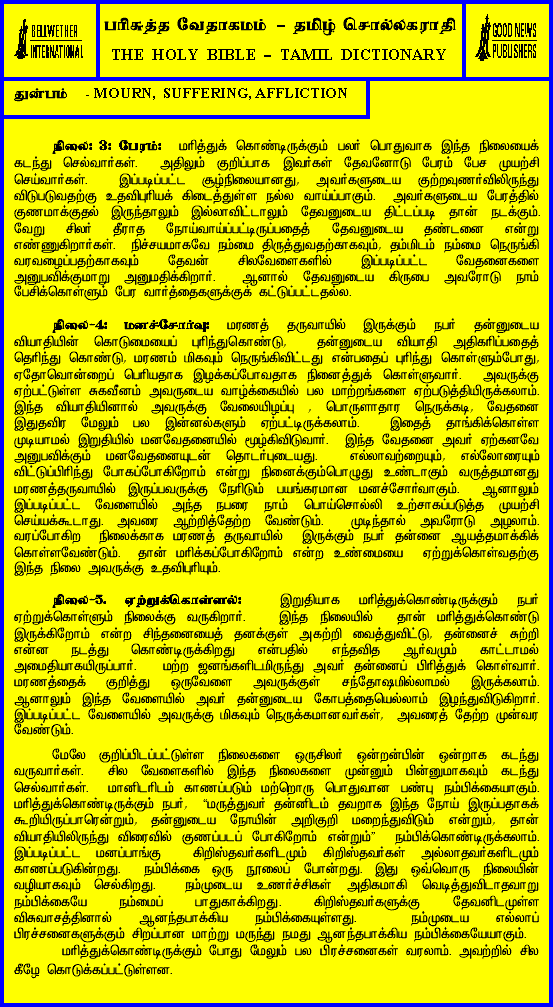 BELLWETHER
INTERNATIONAL
பரிசுத்த வேதாகமம் – தமிழ் சொல்லகராதி
THE HOLY BIBLE – TAMIL DICTIONARY
GOOD NEWS
PUBLISHERS
துன்பம் - MOURN, SUFFERING, AFFLICTION
நிலை: 3: பேரம்: மரித்துக் கொண்டிருக்கும் பலர் பொதுவாக இந்த நிலையைக்
கடந்து செல்வார்கள். அதிலும் குறிப்பாக இவர்கள் தேவனோடு பேரம் பேச முயற்சி
செய்வார்கள். இப்படிப்பட்ட சூழ்நிலையானது, அவர்களுடைய குற்றவுணர்விலிருந்து
விடுபடுவதற்கு உதவிபுரியக் கிடைத்துள்ள நல்ல வாய்ப்பாகும். அவர்களுடைய பேரத்தில்
குணமாக்குதல் இருந்தாலும் இல்லாவிட்டாலும் தேவனுடைய திட்டப்படி தான் நடக்கும்.
வேறு சிலர் தீராத நோய்வாய்ப்பட்டிருப்பதைத் தேவனுடைய தண்டனை என்று
எண்ணுகிறார்கள். நிச்சயமாகவே நம்மை திருத்துவதற்காகவும், தம்மிடம் நம்மை நெருங்கி
வரவழைப்பதற்காகவும் தேவன் சிலவேளைகளில் இப்படிப்பட்ட வேதனைகளை
அனுபவிக்குமாறு அனுமதிக்கிறார். ஆனால் தேவனுடைய கிருபை அவரோடு நாம்
பேசிக்கொள்ளும் பேர வார்த்தைகளுக்குக் கட்டுப்பட்டதல்ல.
நிலை-4: மனச்சோர்வு: மரணத் தருவாயில் இருக்கும் நபர் தன்னுடைய
வியாதியின் கொடுமையைப் புரிந்துகொண்டு, தன்னுடைய வியாதி அதிகரிப்பதைத்
தெரிந்து கொண்டு, மரணம் மிகவும் நெருங்கிவிட்டது என்பதைப் புரிந்து கொள்ளும்போது,
ஏதோவொன்றைப் பெரியதாக இழக்கப்போவதாக நினைத்துக் கொள்ளுவார். அவருக்கு
ஏற்பட்டுள்ள சுகவீனம் அவருடைய வாழ்க்கையில் பல மாற்றங்களை ஏற்படுத்தியிருக்கலாம்.
இந்த வியாதியினால் அவருக்கு வேலையிழப்பு , பொருளாதார நெருக்கடி, வேதனை
இதுதவிர மேலும் பல இன்னல்களும் ஏற்பட்டிருக்கலாம். இதைத் தாங்கிக்கொள்ள
முடியாமல் இறுதியில் மனவேதனையில் மூழ்கிவிடுவார். இந்த வேதனை அவர் ஏற்கனவே
அனுபவிக்கும் மனவேதனையுடன் தொடர்புடையது. எல்லாவற்றையும், எல்லோரையும்
விட்டுப்பிரிந்து போகப்போகிறோம் என்று நினைக்கும்பொழுது உண்டாகும் வருத்தமானது
மரணத்தருவாயில் இருப்பவருக்கு நேரிடும் பயங்கரமான மனச்சோர்வாகும். ஆனாலும்
இப்படிப்பட்ட வேளையில் அந்த நபரை நாம் பொய்சொல்லி உற்சாகப்படுத்த முயற்சி
செய்யக்கூடாது. அவரை ஆற்றித்தேற்ற வேண்டும். முடிந்தால் அவரோடு அழலாம்.
வரப்போகிற நிலைக்காக மரணத் தருவாயில் இருக்கும் நபர் தன்னை ஆயத்தமாக்கிக்
கொள்ளவேண்டும். தான் மரிக்கப்போகிறோம் என்ற உண்மையை ஏற்றுக்கொள்வதற்கு
இந்த நிலை அவருக்கு உதவிபுரியும்.
நிலை-5. ஏற்றுக்கொள்ளல்: இறுதியாக மரித்துக்கொண்டிருக்கும் நபர்
ஏற்றுக்கொள்ளும் நிலைக்கு வருகிறார். இந்த நிலையில் தான் மரித்துக்கொண்டு
இருக்கிறோம் என்ற சிந்தனையைத் தனக்குள் அகற்றி வைத்துவிட்டு, தன்னைச் சுற்றி
என்ன நடத்து கொண்டிருக்கிறது என்பதில் எந்தவித ஆர்வமும் காட்டாமல்
அமைதியாகயிருப்பார். மற்ற ஜனங்களிடமிருந்து அவர் தன்னைப் பிரித்துக் கொள்வார்.
மரணத்தைக் குறித்து ஒருவேளை அவருக்குள் சந்தோஷமில்லாமல் இருக்கலாம்.
ஆனாலும் இந்த வேளையில் அவர் தன்னுடைய கோபத்தையெல்லாம் இழந்துவிடுகிறார்.
இப்படிப்பட்ட வேளையில் அவருக்கு மிகவும் நெருக்கமானவர்கள், அவரைத் தேற்ற முன்வர
வேண்டும்.
மேலே குறிப்பிடப்பட்டுள்ள நிலைகளை ஒருசிலர் ஒன்றன்பின் ஒன்றாக கடந்து
வருவார்கள். சில வேளைகளில் இந்த நிலைகளை முன்னும் பின்னுமாகவும் கடந்து
செல்வார்கள். மானிடரிடம் காணப்படும் மற்றொரு பொதுவான பண்பு நம்பிக்கையாகும்.
மரித்துக்கொண்டிருக்கும் நபர், “மருத்துவர் தன்னிடம் தவறாக இந்த நோய் இருப்பதாகக்
கூறியிருப்பாரென்றும், தன்னுடைய நோயின் அறிகுறி மறைந்துவிடும் என்றும், தான்
வியாதியிலிருந்து விரைவில் குணப்படப் போகிறோம் என்றும்” நம்பிக்கொண்டிருக்கலாம்.
இப்படிப்பட்ட மனப்பாங்கு கிறிஸ்தவர்களிடமும் கிறிஸ்தவர்கள் அல்லாதவர்களிடமும்
காணப்படுகின்றது. நம்பிக்கை ஒரு நூலைப் போன்றது. இது ஒவ்வொரு நிலையின்
வழியாகவும் செல்கிறது. நம்முடைய உணர்ச்சிகள் அதிகமாகி வெடித்துவிடாதவாறு
நம்பிக்கையே நம்மைப் பாதுகாக்கிறது. கிறிஸ்தவர்களுக்கு தேவனிடமுள்ள
விசுவாசத்தினால் ஆனந்தபாக்கிய நம்பிக்கையுள்ளது. நம்முடைய எல்லாப்
பிரச்சனைகளுக்கும் சிறப்பான மாற்று மருந்து நமது ஆனந்தபாக்கிய நம்பிக்கையேயாகும்.
மரித்துக்கொண்டிருக்கும் போது மேலும் பல பிரச்சனைகள் வரலாம். அவற்றில் சில
கீழே கொடுக்கப்பட்டுள்ளன.